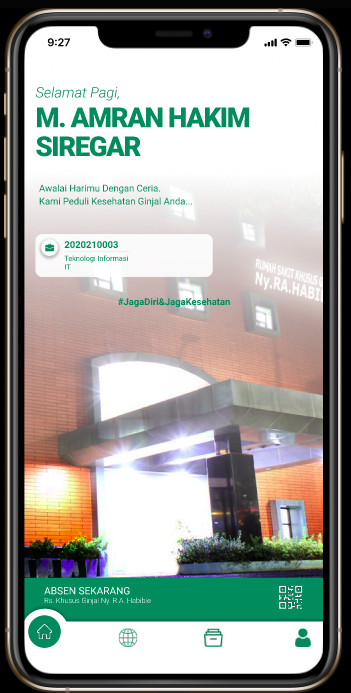 9:27
Selamat Pagi,
M. AMRAN HAKIM
SIREGAR
Awalai Harimu Dengan Ceria.
Kami Peduli Kesehatan Ginjal Anda...
2020210003
Teknologi Informasi
IT
RUMAH SAKIT KHUSUS G
Ny.RA.HABI
#JagaDiri&JagaKesehatan
ABSEN SEKARANG
Rs. Khusus Ginjal Ny. R.A. Habibie